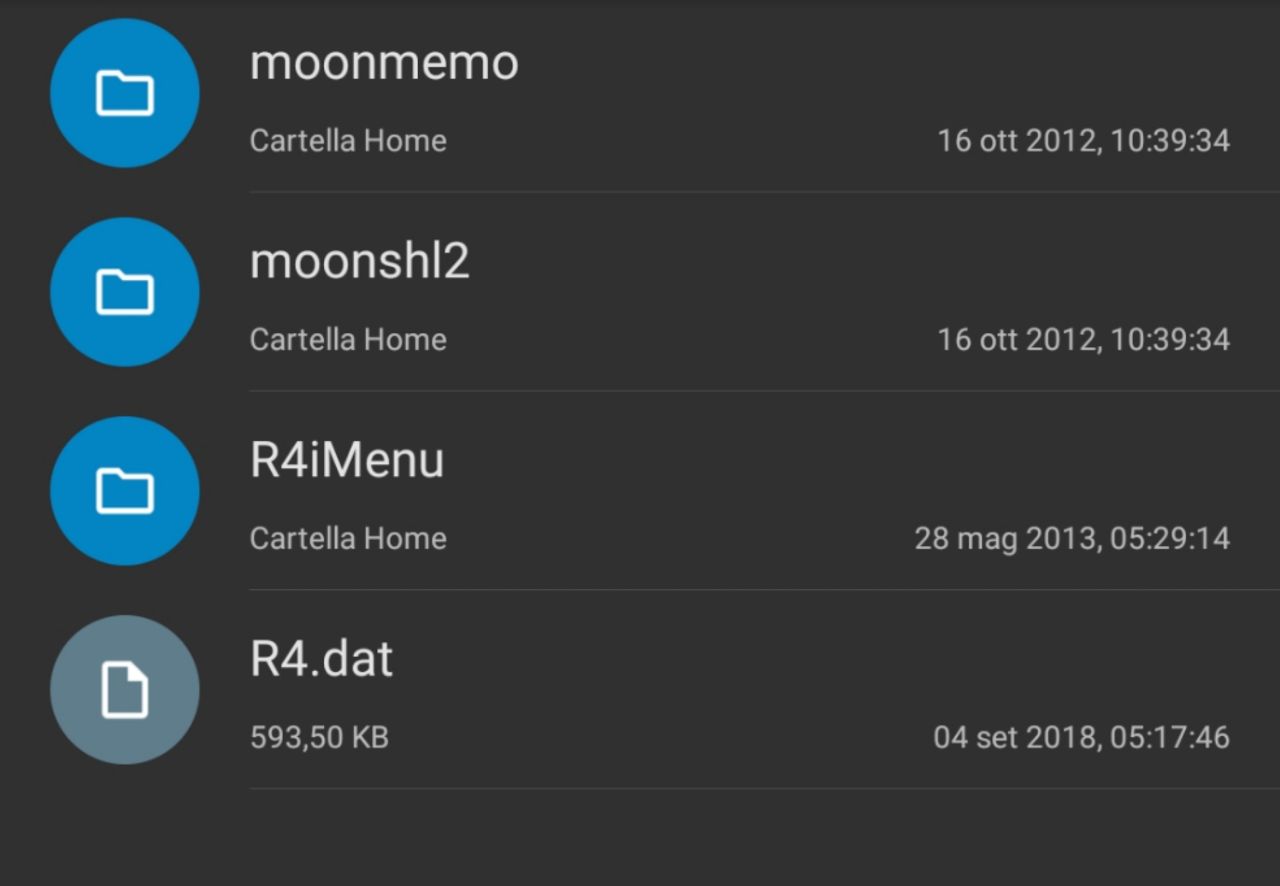 moonmemo
Cartella Home 16 ott 2012, 10:39:34
moonshl2
Cartella Home 16 ott 2012, 10:39:34
R4iMenu
Cartella Home 28 mag 2013, 05:29:14
R4.dat
593,50 KB 04 set 2018, 05:17:46